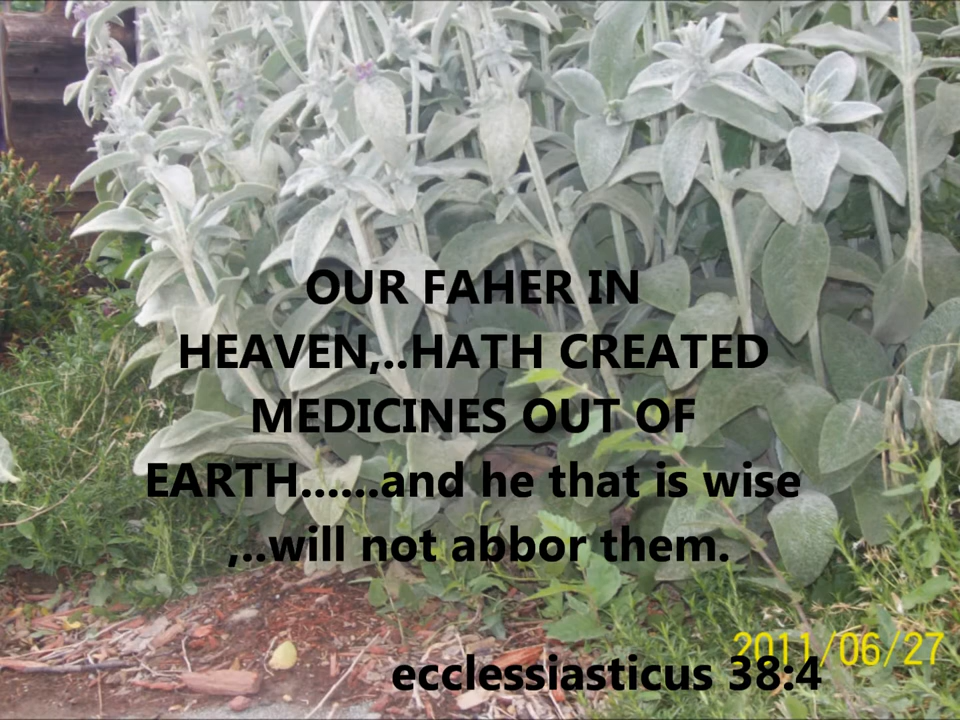 OUR FAHER IN
HEAVEN,..HATH CREATED
MEDICINES OUT OF
EARTH......and he that is wise
,..will not abbor them.
2011/06/27
ecclessiasticus 38:4